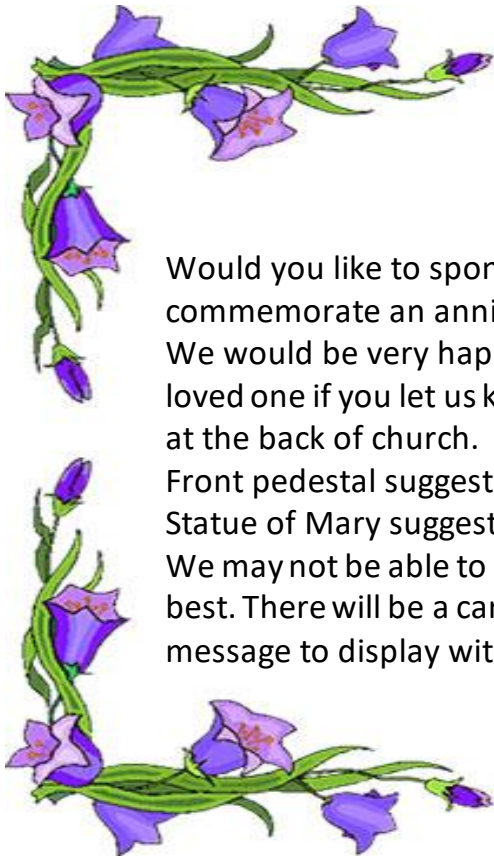 Would you like to spon
commemorate an anni
We would be very hap
loved one if you let us k
at the back of church.
Front pedestal suggest
Statue of Mary suggest
We may not be able to
best. There will be a car
message to display wit